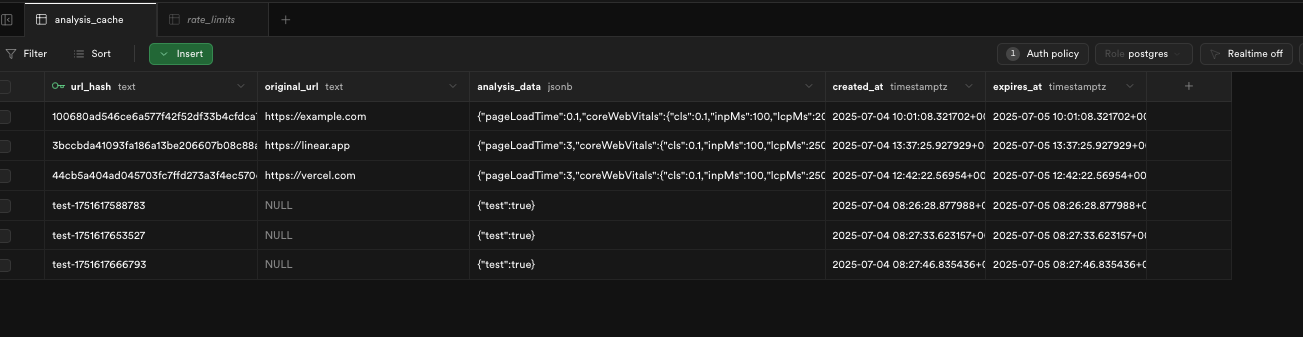 analysis_cache rate_limits
Filter Sort Insert 1 Auth policy Role postgres Realtime off
url_hash text original_url text analysis_data jsonb created_at timestamptz expires_at timestamptz
100680ad546ce6a577f42f52df33b4cfdca https://example.com {"pageLoadTime":0.1,"coreWebVitals":{"cls":0.1,"inpMs":100,"lcpMs":20 2025-07-04 10:01:08.321702+00 2025-07-05 10:01:08.321702+00
3bccbda41093fa186a13be206607b08c88a https://linear.app {"pageLoadTime":3,"coreWebVitals":{"cls":0.1,"inpMs":100,"lcpMs":250 2025-07-04 13:37:25.927929+0 2025-07-05 13:37:25.927929+0
44cb5a404ad045703fc7ffd273a3f4ec570 https://vercel.com {"pageLoadTime":3,"coreWebVitals":{"cls":0.1,"inpMs":100,"lcpMs":250 2025-07-04 12:42:22.56954+00 2025-07-05 12:42:22.56954+00
test-1751617588783 NULL {"test":true} 2025-07-04 08:26:28.877988+0 2025-07-05 08:26:28.877988+0
test-1751617653527 NULL {"test":true} 2025-07-04 08:27:33.623157+00 2025-07-05 08:27:33.623157+00
test-1751617666793 NULL {"test":true} 2025-07-04 08:27:46.835436+0 2025-07-05 08:27:46.835436+0